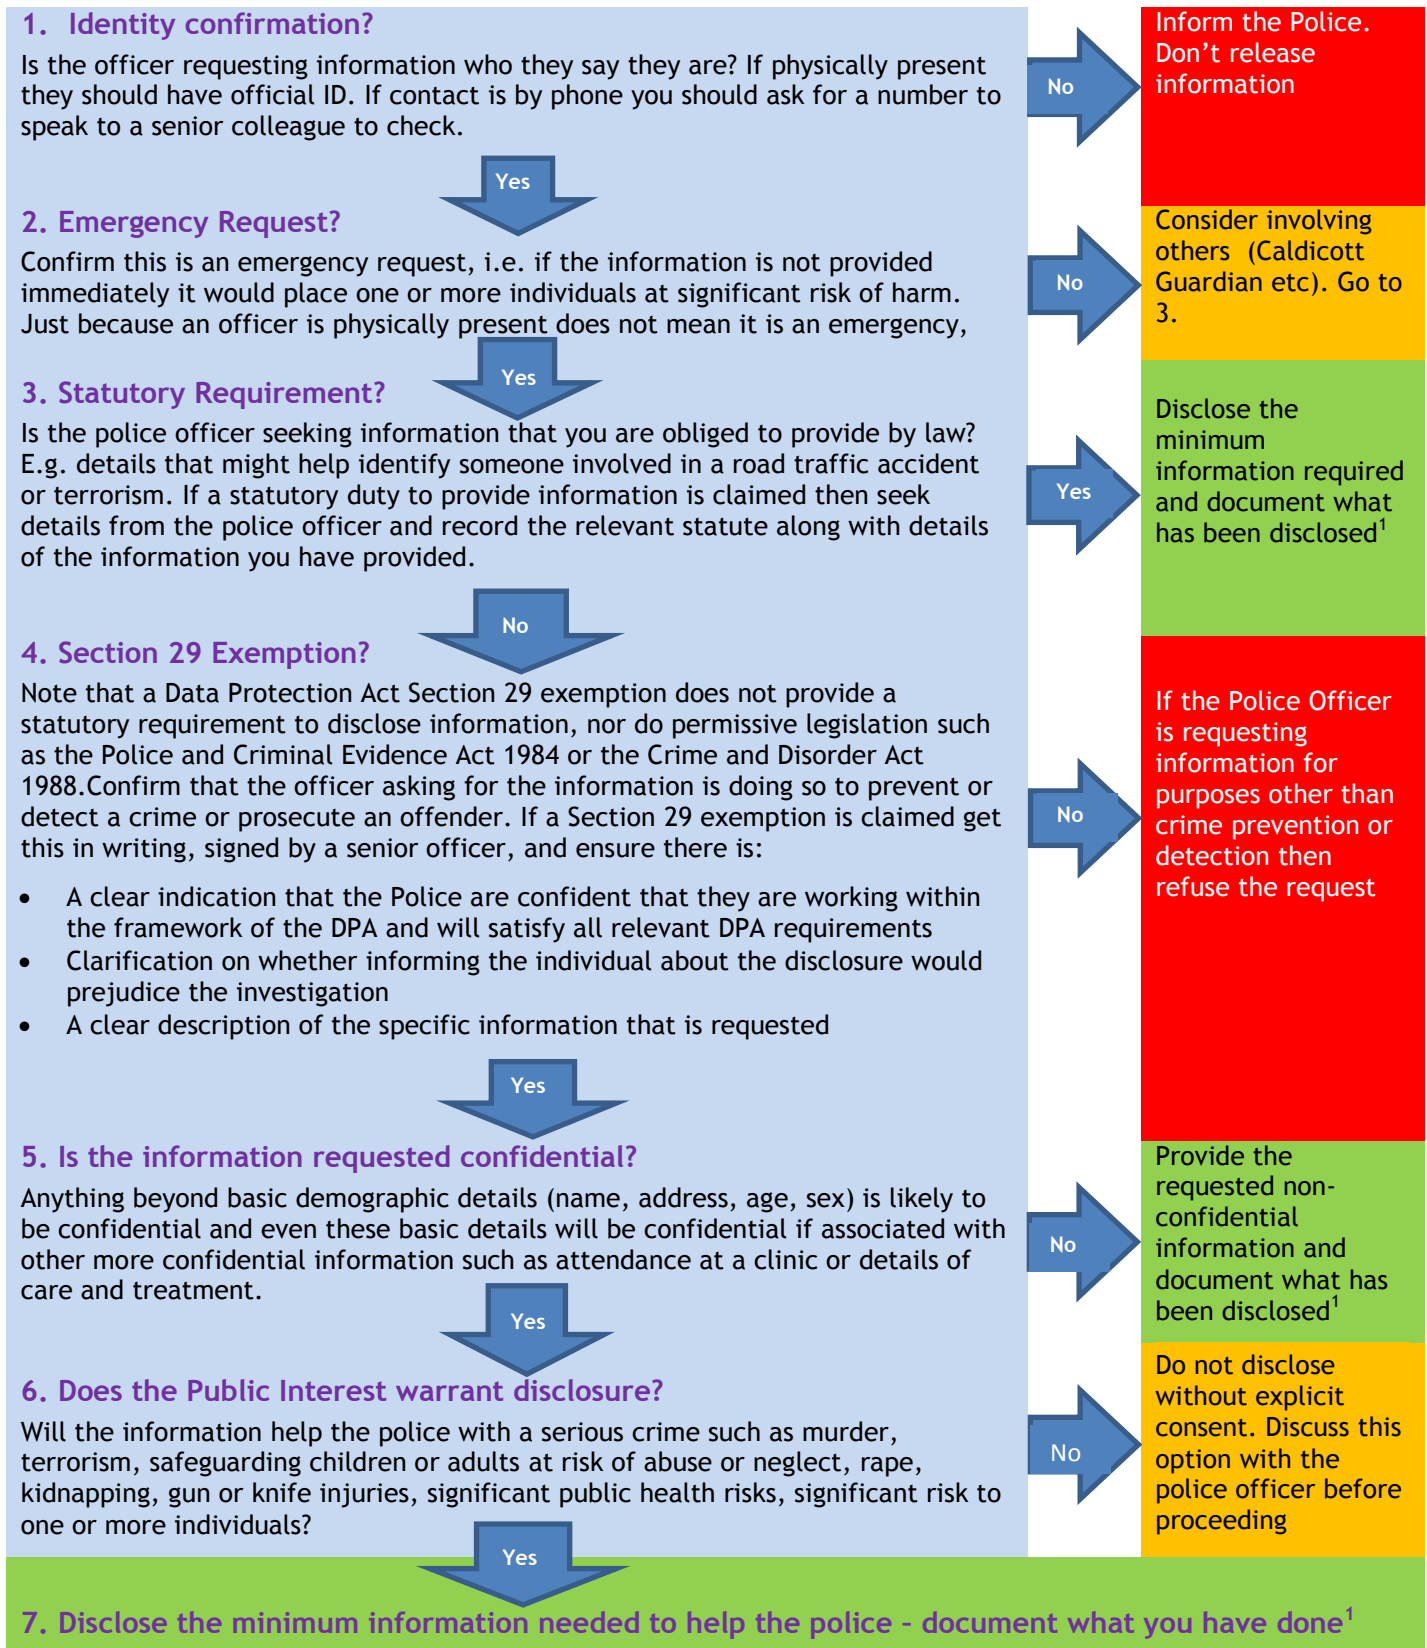 1. Identity confirmation?
Is the officer requesting information who they say they are? If physically present
they should have official ID. If contact is by phone you should ask for a number to
speak to a senior colleague to check.
No
Inform the Police.
Don’t release
information
Yes
2. Emergency Request?
Confirm this is an emergency request, i.e. if the information is not provided
immediately it would place one or more individuals at significant risk of harm.
Just because an officer is physically present does not mean it is an emergency,
No
Consider involving
others (Caldicott
Guardian etc). Go to
3.
Yes
3. Statutory Requirement?
Is the police officer seeking information that you are obliged to provide by law?
E.g. details that might help identify someone involved in a road traffic accident
or terrorism. If a statutory duty to provide information is claimed then seek
details from the police officer and record the relevant statute along with details
of the information you have provided.
Yes
Disclose the
minimum
information required
and document what
has been disclosed¹
No
4. Section 29 Exemption?
Note that a Data Protection Act Section 29 exemption does not provide a
statutory requirement to disclose information, nor do permissive legislation such
as the Police and Criminal Evidence Act 1984 or the Crime and Disorder Act
1988.Confirm that the officer asking for the information is doing so to prevent or
detect a crime or prosecute an offender. If a Section 29 exemption is claimed get
this in writing, signed by a senior officer, and ensure there is:
• A clear indication that the Police are confident that they are working within
the framework of the DPA and will satisfy all relevant DPA requirements
• Clarification on whether informing the individual about the disclosure would
prejudice the investigation
• A clear description of the specific information that is requested
No
If the Police Officer
is requesting
information for
purposes other than
crime prevention or
detection then
refuse the request
Yes
5. Is the information requested confidential?
Anything beyond basic demographic details (name, address, age, sex) is likely to
be confidential and even these basic details will be confidential if associated with
other more confidential information such as attendance at a clinic or details of
care and treatment.
No
Provide the
requested non-
confidential
information and
document what has
been disclosed¹
Yes
6. Does the Public Interest warrant disclosure?
Will the information help the police with a serious crime such as murder,
terrorism, safeguarding children or adults at risk of abuse or neglect, rape,
kidnapping, gun or knife injuries, significant public health risks, significant risk to
one or more individuals?
No
Do not disclose
without explicit
consent. Discuss this
option with the
police officer before
proceeding
Yes
7. Disclose the minimum information needed to help the police – document what you have done¹